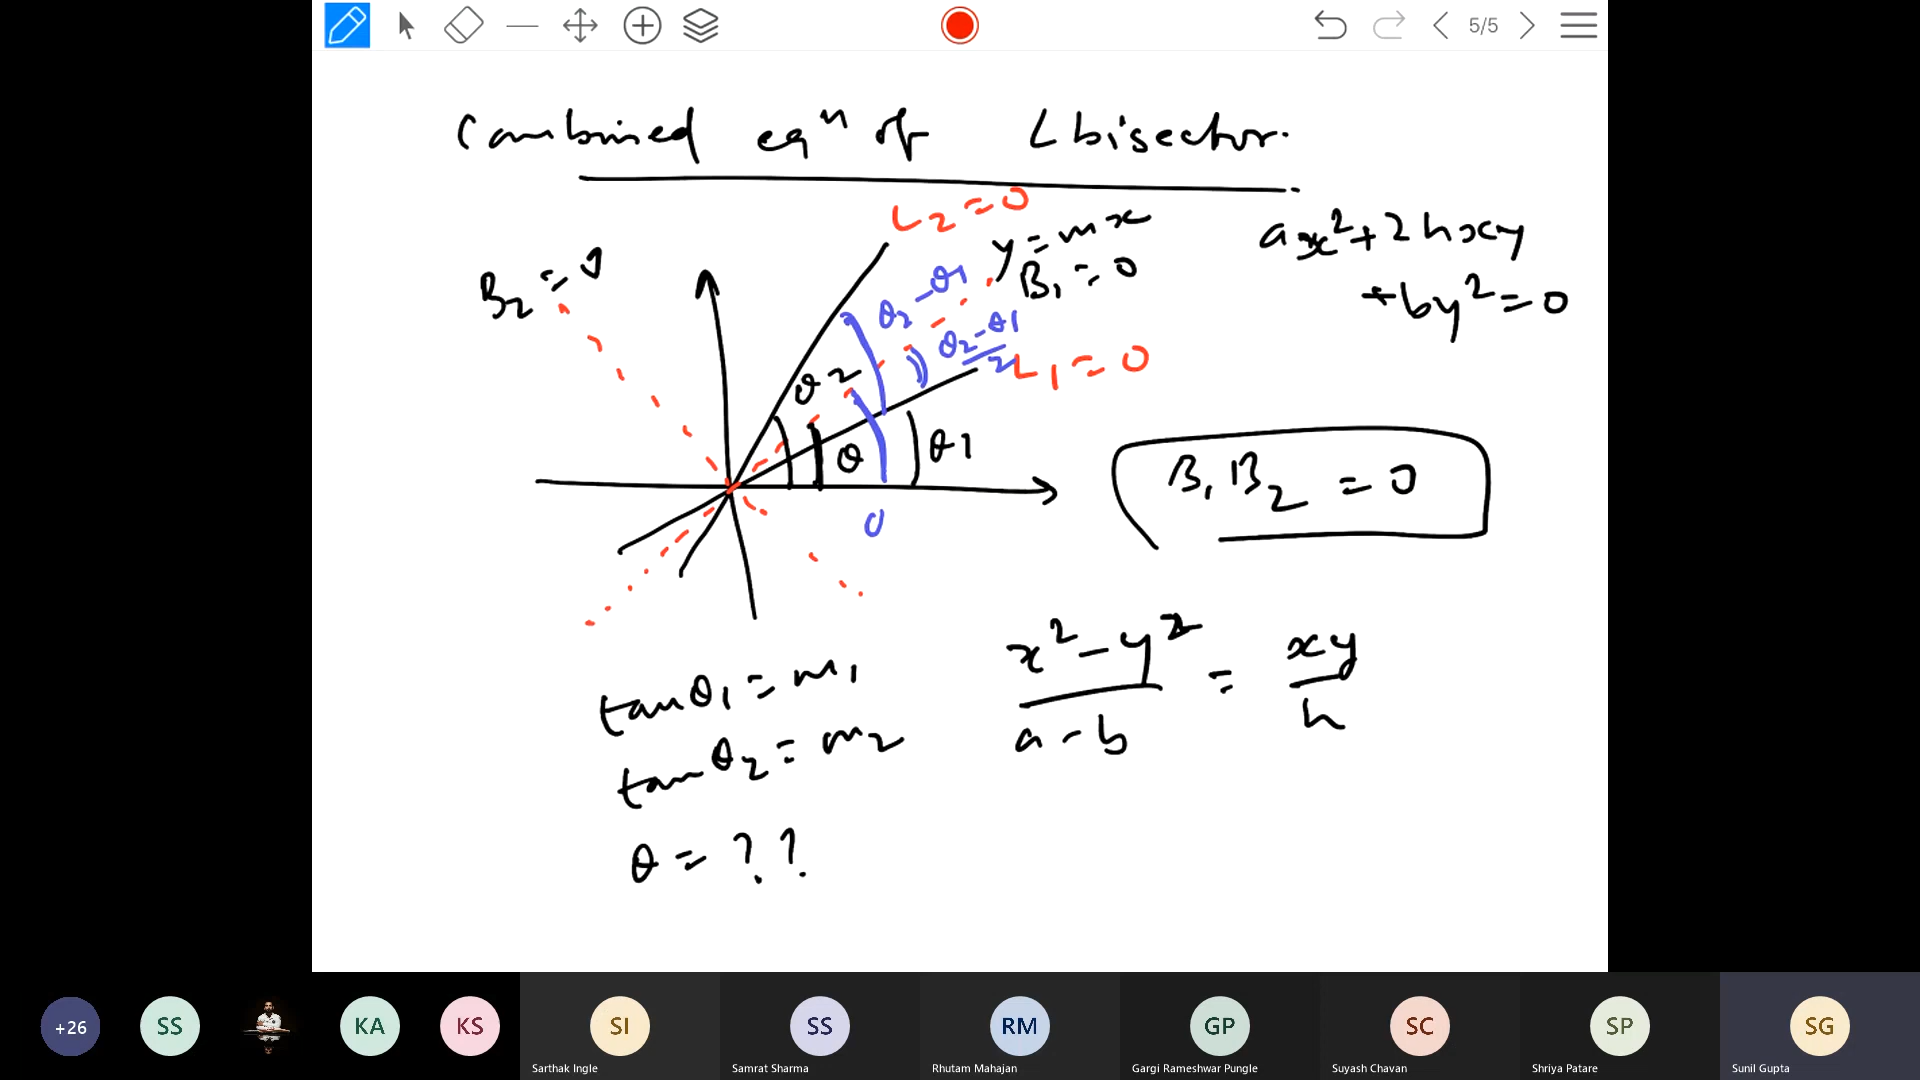 5/5
Combined eqⁿ of ∠bisector.
L₂ = 0
y = mx
B₁ = 0
B₂ = 0
ax² + 2hxy
+ by² = 0
θ₂ - θ₁
θ₂ - θ₁
2
L₁ = 0
θ2
θ
θ1
0
B₁B₂ = 0
x² - y² = xy
a - b h
tanθ₁ = m₁
tanθ₂ = m₂
θ = ??
+26
SS
KA
KS
SI
SS
RM
GP
SC
SP
SG
Sarthak Ingle
Samrat Sharma
Rhutam Mahajan
Gargi Rameshwar Pungle
Suyash Chavan
Shriya Patare
Sunil Gupta